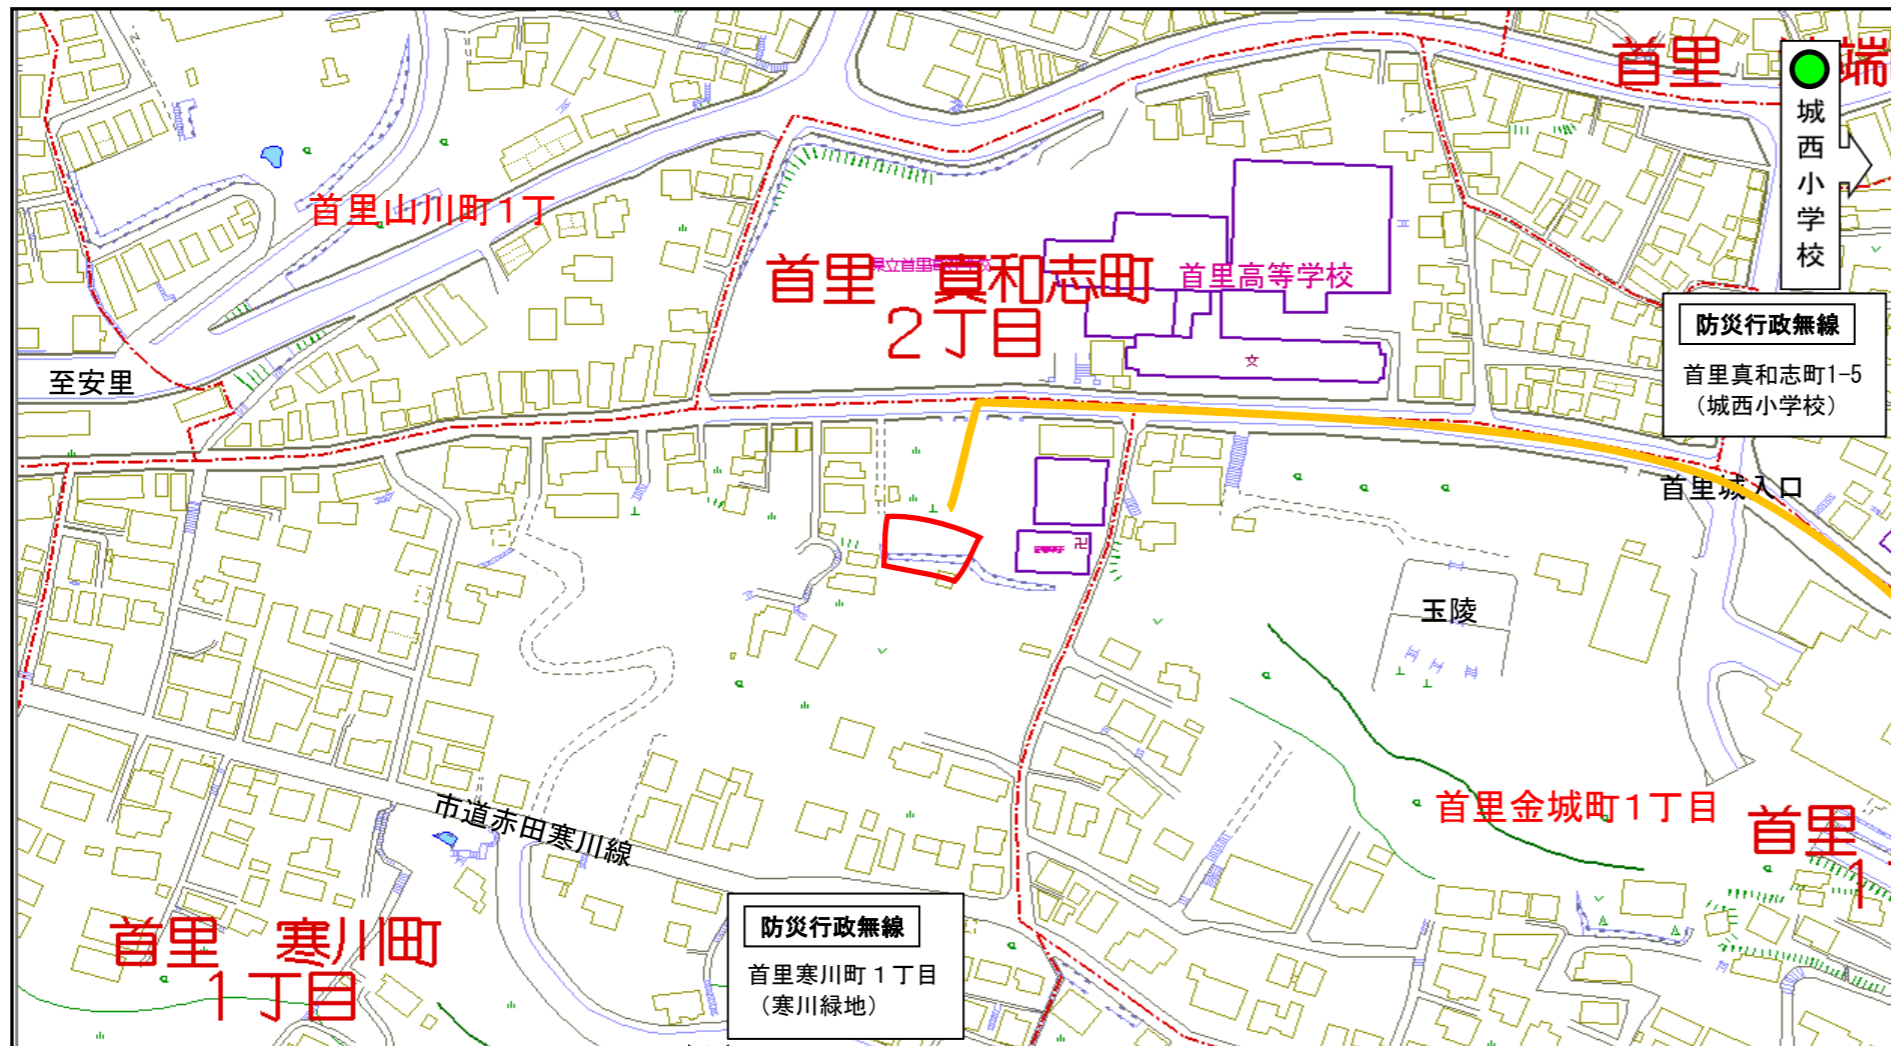 首里
端
城西小学校
首里山川町1丁
首里 真和志町
2丁目
首里高等学校
文
防災行政無線
首里真和志町1-5
（城西小学校）
至安里
首里城入口
卍
玉陵
市道赤田寒川線
首里金城町1丁目
首里
1
首里 寒川町
1丁目
防災行政無線
首里寒川町１丁目
（寒川緑地）